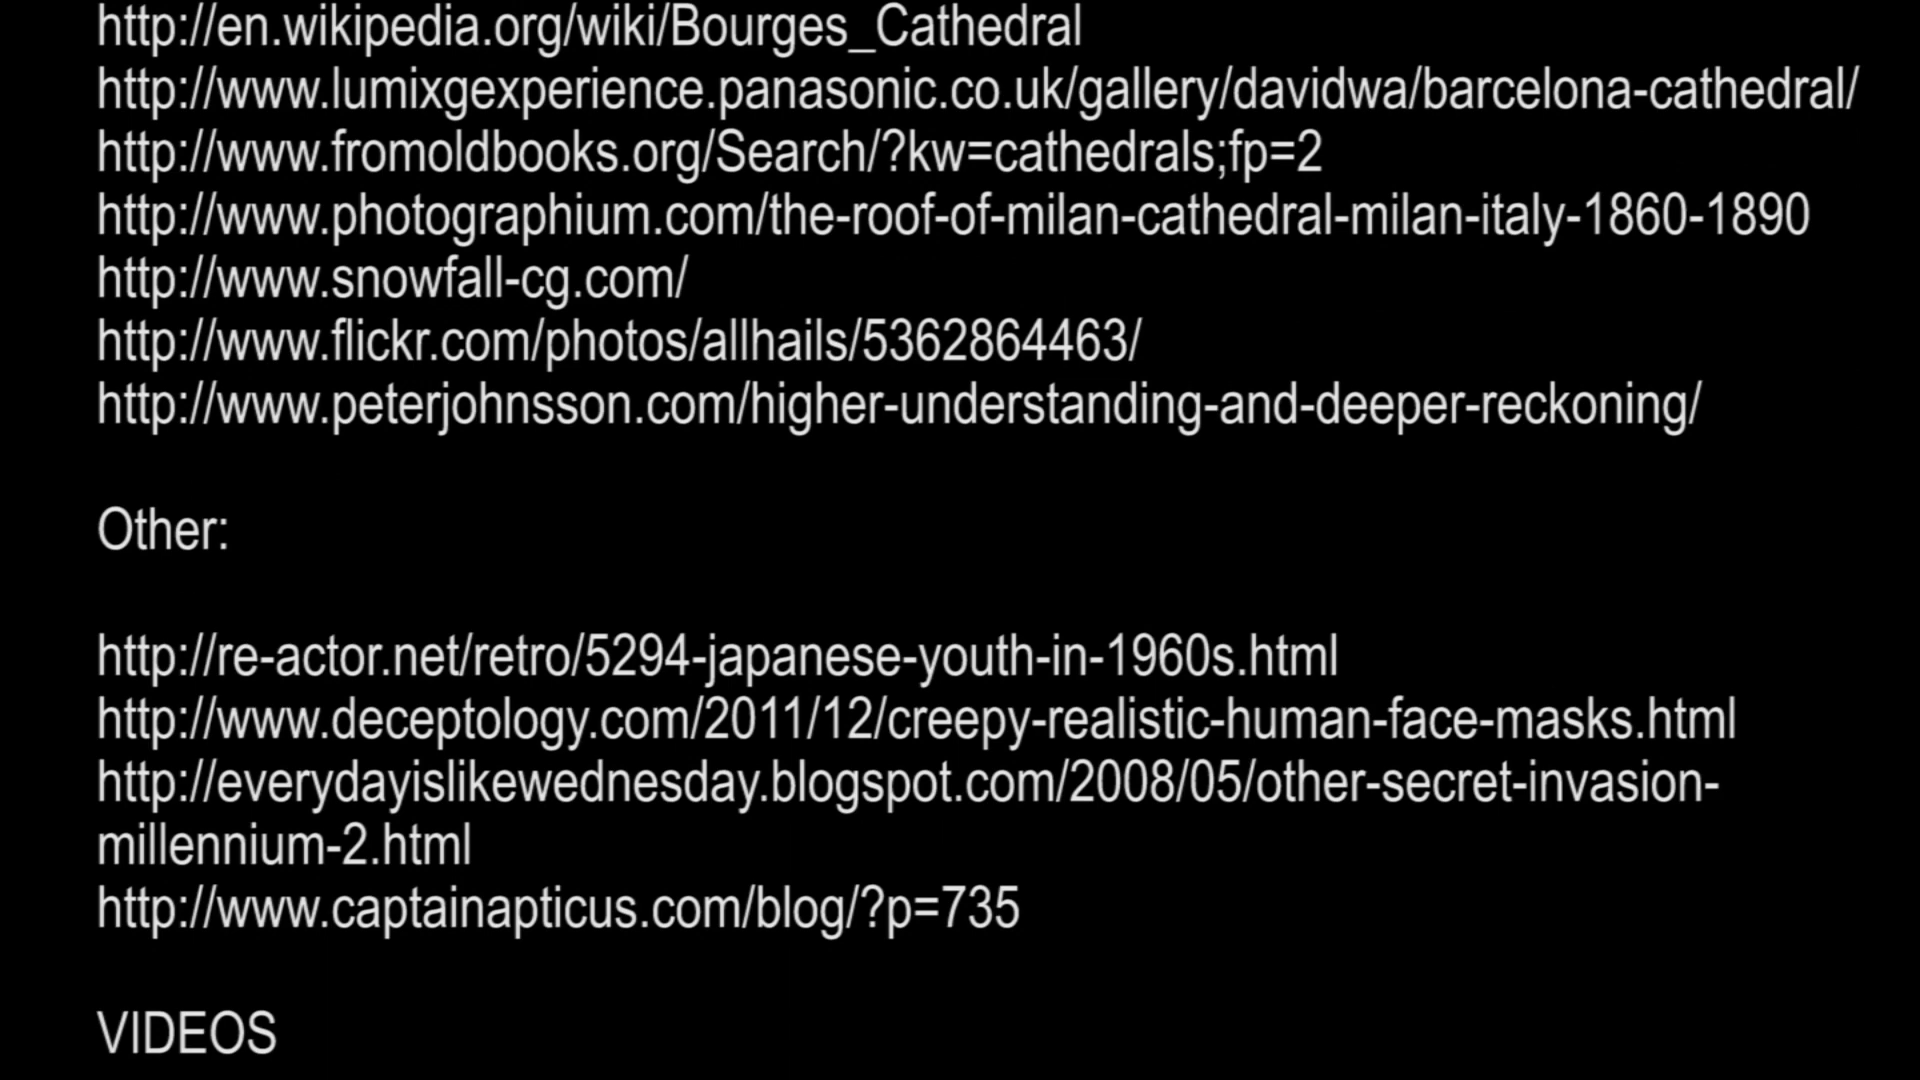 http://en.wikipedia.org/wiki/Bourges_Cathedral
http://www.lumixgexperience.panasonic.co.uk/gallery/davidwa/barcelona-cathedral/
http://www.fromoldbooks.org/Search/?kw=cathedrals;fp=2
http://www.photographium.com/the-roof-of-milan-cathedral-milan-italy-1860-1890
http://www.snowfall-cg.com/
http://www.flickr.com/photos/allhails/5362864463/
http://www.peterjohnsson.com/higher-understanding-and-deeper-reckoning/
Other:
http://re-actor.net/retro/5294-japanese-youth-in-1960s.html
http://www.deceptology.com/2011/12/creepy-realistic-human-face-masks.html
http://everydayislikewednesday.blogspot.com/2008/05/other-secret-invasion-
millennium-2.html
http://www.captainapticus.com/blog/?p=735
VIDEOS